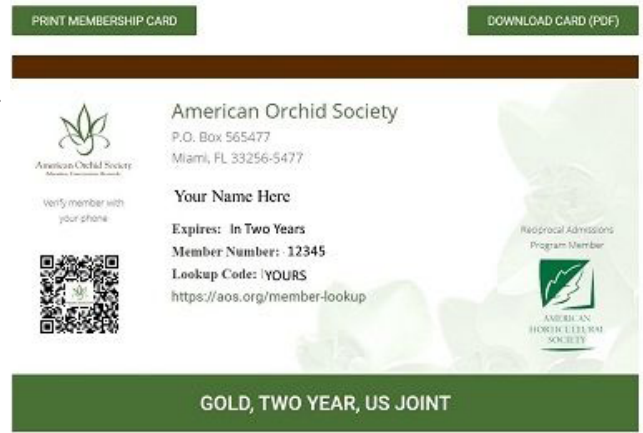 PRINT MEMBERSHIP CARD
DOWNLOAD CARD (PDF)
American Orchid Society
P.O. Box 565477
Miami, FL 33256-5477
American Orchid Society
Verify member with
your phone
Your Name Here
Expires: In Two Years
Member Number: 12345
Lookup Code: YOURS
https://aos.org/member-lookup
Reciprocal Admissions
Program Member
AMERICAN
HORTICULTURAL
SOCIETY
GOLD, TWO YEAR, US JOINT